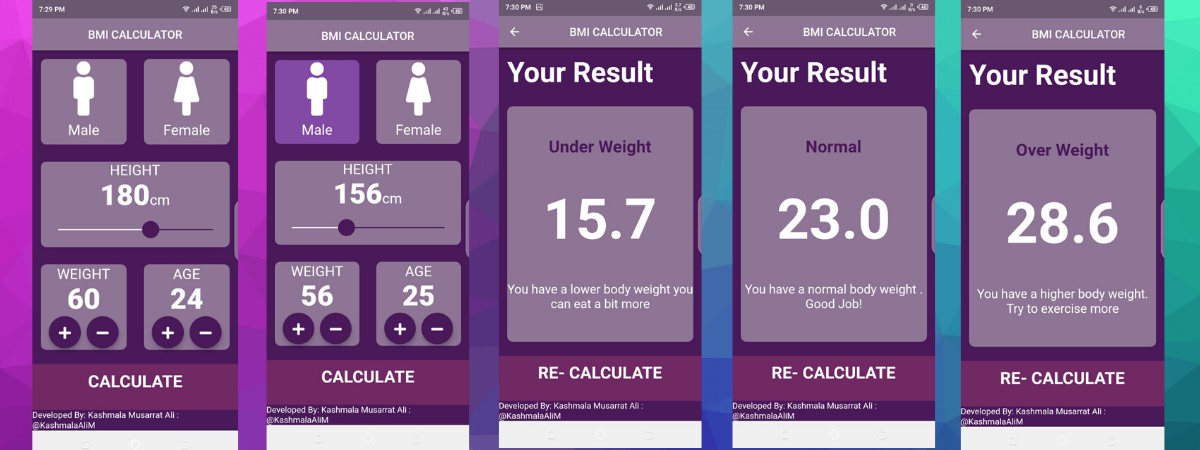 7:29 PM
BMI CALCULATOR
Male
Female
HEIGHT
180cm
WEIGHT
60
+ −
AGE
24
+ −
CALCULATE
Developed By: Kashmala Musarrat Ali :
@KashmalaAliM
7:30 PM
BMI CALCULATOR
Male
Female
HEIGHT
156cm
WEIGHT
56
+ −
AGE
25
+ −
CALCULATE
Developed By: Kashmala Musarrat Ali :
@KashmalaAliM
7:30 PM
BMI CALCULATOR
Your Result
Under Weight
15.7
You have a lower body weight you
can eat a bit more
RE- CALCULATE
Developed By: Kashmala Musarrat Ali :
@KashmalaAliM
7:30 PM
BMI CALCULATOR
Your Result
Normal
23.0
You have a normal body weight .
Good Job!
RE- CALCULATE
Developed By: Kashmala Musarrat Ali :
@KashmalaAliM
7:30 PM
BMI CALCULATOR
Your Result
Over Weight
28.6
You have a higher body weight.
Try to exercise more
RE- CALCULATE
Developed By: Kashmala Musarrat Ali :
@KashmalaAliM